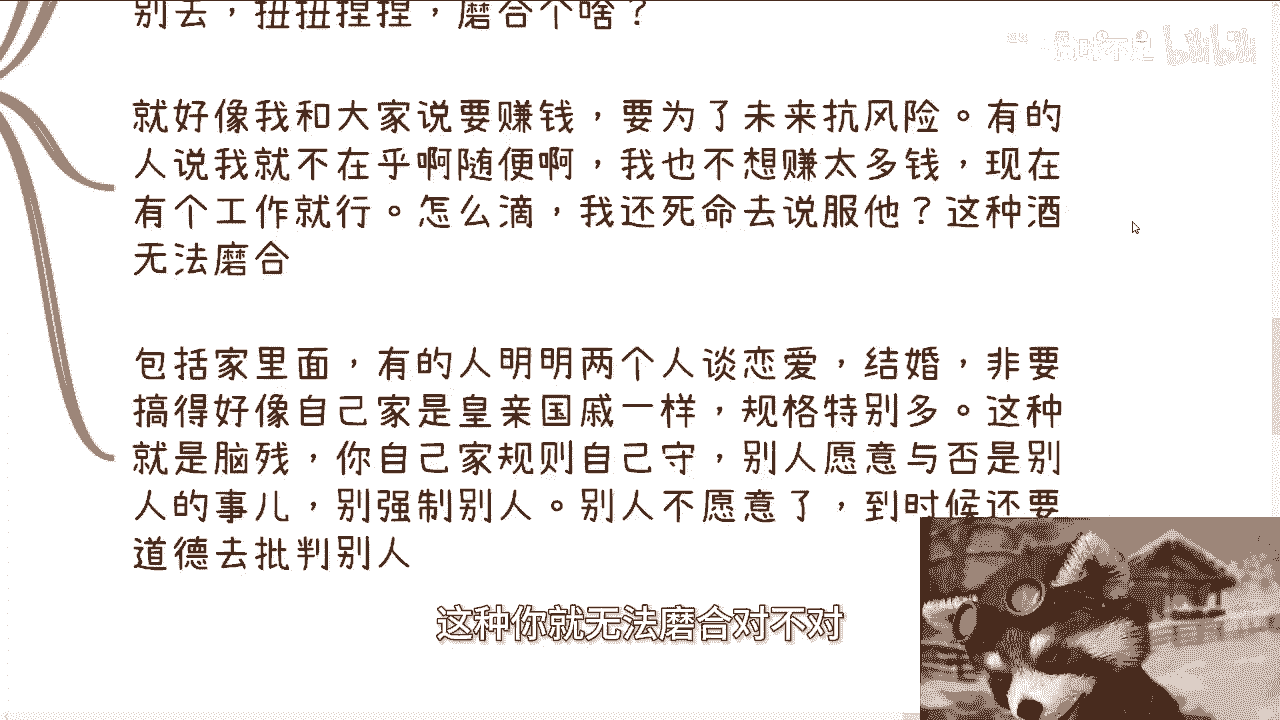 别去，扭扭捏捏，磨合个啥？
就好像我和大家说要赚钱，要为了未来抗风险。有的
人说我就不在乎啊随便啊，我也不想赚太多钱，现在
有个工作就行。怎么滴，我还死命去说服他？这种酒
无法磨合
包括家里面，有的人明明两个人谈恋爱，结婚，非要
搞得好像自己家是皇亲国戚一样，规格特别多。这种
就是脑残，你自己家规则自己守，别人愿意与否是别
人的事儿，别强制别人。别人不愿意了，到时候还要
道德去批判别人
这种你就无法磨合对不对
bilibili